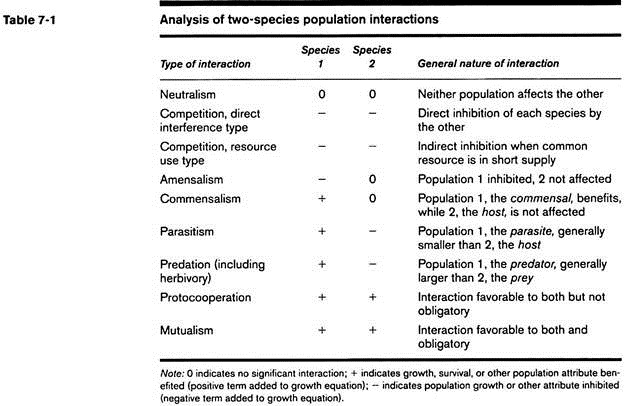 Table 7-1 Analysis of two-species population interactions
Species Species
Type of interaction 1 2 General nature of interaction
Neutralism 0 0 Neither population affects the other
Competition, direct − − Direct inhibition of each species by
interference type the other
Competition, resource − − Indirect inhibition when common
use type resource is in short supply
Amensalism − 0 Population 1 inhibited, 2 not affected
Commensalism + 0 Population 1, the commensal, benefits,
while 2, the host, is not affected
Parasitism + − Population 1, the parasite, generally
smaller than 2, the host
Predation (including + − Population 1, the predator, generally
herbivory) larger than 2, the prey
Protocooperation + + Interaction favorable to both but not
obligatory
Mutualism + + Interaction favorable to both and
obligatory
Note: 0 indicates no significant interaction; + indicates growth, survival, or other population attribute ben-
efited (positive term added to growth equation); − indicates population growth or other attribute inhibited
(negative term added to growth equation).